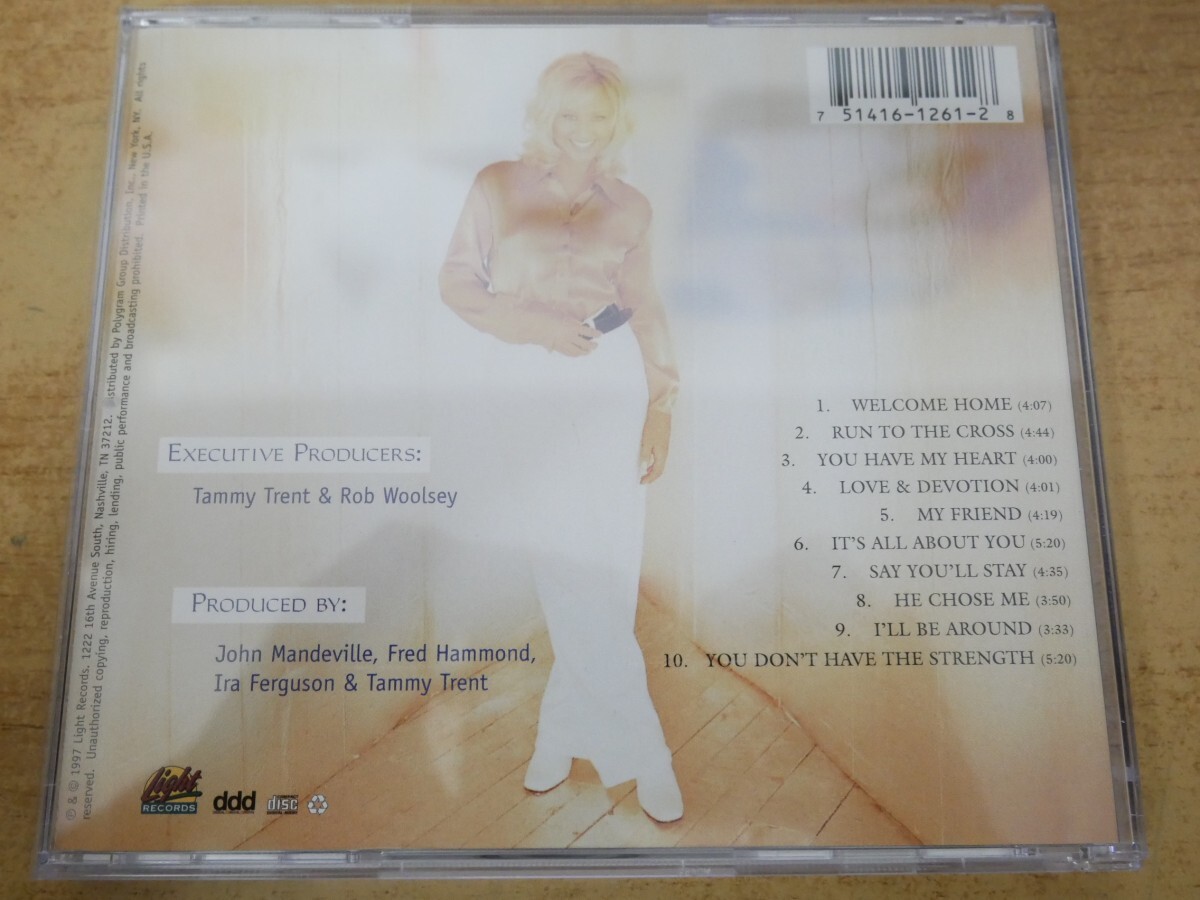 7 51416-1261-2 8
℗ & © 1997 Light Records. 1222 16th Avenue South, Nashville, TN 37212. Distributed by Polygram Group Distribution, Inc., New York, NY. All rights
reserved. Unauthorized copying, reproduction, hiring, lending, public performance and broadcasting prohibited. Printed in the U.S.A.
1. WELCOME HOME (4:07)
2. RUN TO THE CROSS (4:44)
3. YOU HAVE MY HEART (4:00)
4. LOVE & DEVOTION (4:01)
5. MY FRIEND (4:19)
6. IT'S ALL ABOUT YOU (5:20)
7. SAY YOU'LL STAY (4:35)
8. HE CHOSE ME (3:50)
9. I'LL BE AROUND (3:33)
10. YOU DON'T HAVE THE STRENGTH (5:20)
EXECUTIVE PRODUCERS:
Tammy Trent & Rob Woolsey
PRODUCED BY:
John Mandeville, Fred Hammond,
Ira Ferguson & Tammy Trent
light
RECORDS
ddd
COMPACT
disc
DIGITAL AUDIO